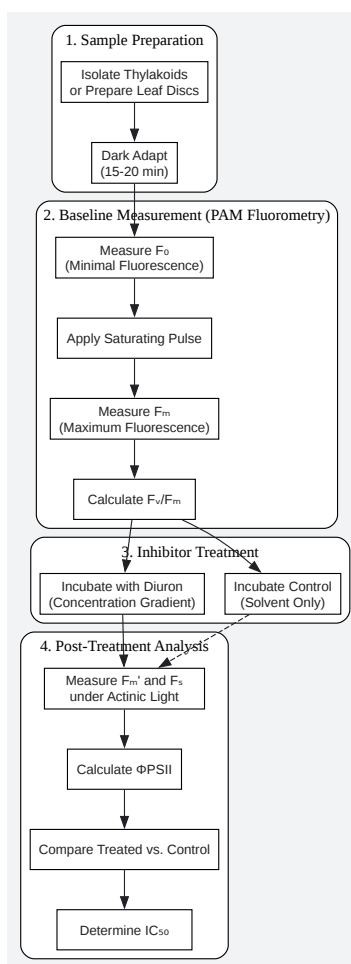 1. Sample Preparation
Isolate Thylakoids
or Prepare Leaf Discs
Dark Adapt
(15-20 min)
2. Baseline Measurement (PAM Fluorometry)
Measure F₀
(Minimal Fluorescence)
Apply Saturating Pulse
Measure Fₘ
(Maximum Fluorescence)
Calculate Fᵥ/Fₘ
3. Inhibitor Treatment
Incubate with Diuron
(Concentration Gradient)
Incubate Control
(Solvent Only)
4. Post-Treatment Analysis
Measure Fₘ' and Fₛ
under Actinic Light
Calculate ΦPSII
Compare Treated vs. Control
Determine IC₅₀